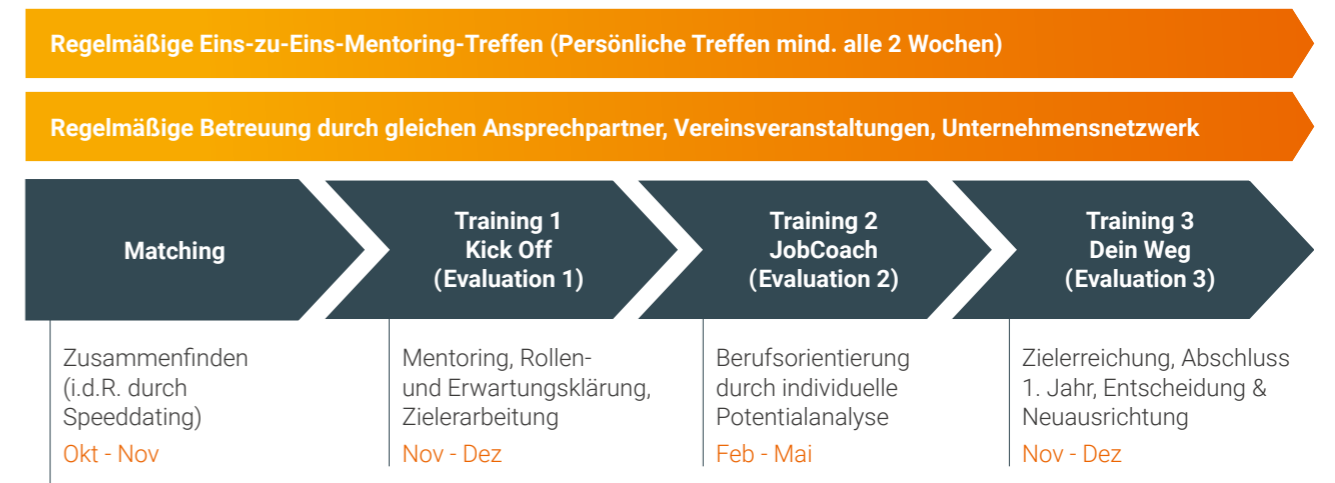 Regelmäßige Eins-zu-Eins-Mentoring-Treffen (Persönliche Treffen mind. alle 2 Wochen)
Regelmäßige Betreuung durch gleichen Ansprechpartner, Vereinsveranstaltungen, Unternehmensnetzwerk
Matching
Training 1
Kick Off
(Evaluation 1)
Training 2
JobCoach
(Evaluation 2)
Training 3
Dein Weg
(Evaluation 3)
Zusammenfinden
(i.d.R. durch
Speeddating)
Okt - Nov
Mentoring, Rollen-
und Erwartungsklärung,
Zielerarbeitung
Nov - Dez
Berufsorientierung
durch individuelle
Potentialanalyse
Feb - Mai
Zielerreichung, Abschluss
1. Jahr, Entscheidung &
Neuausrichtung
Nov - Dez